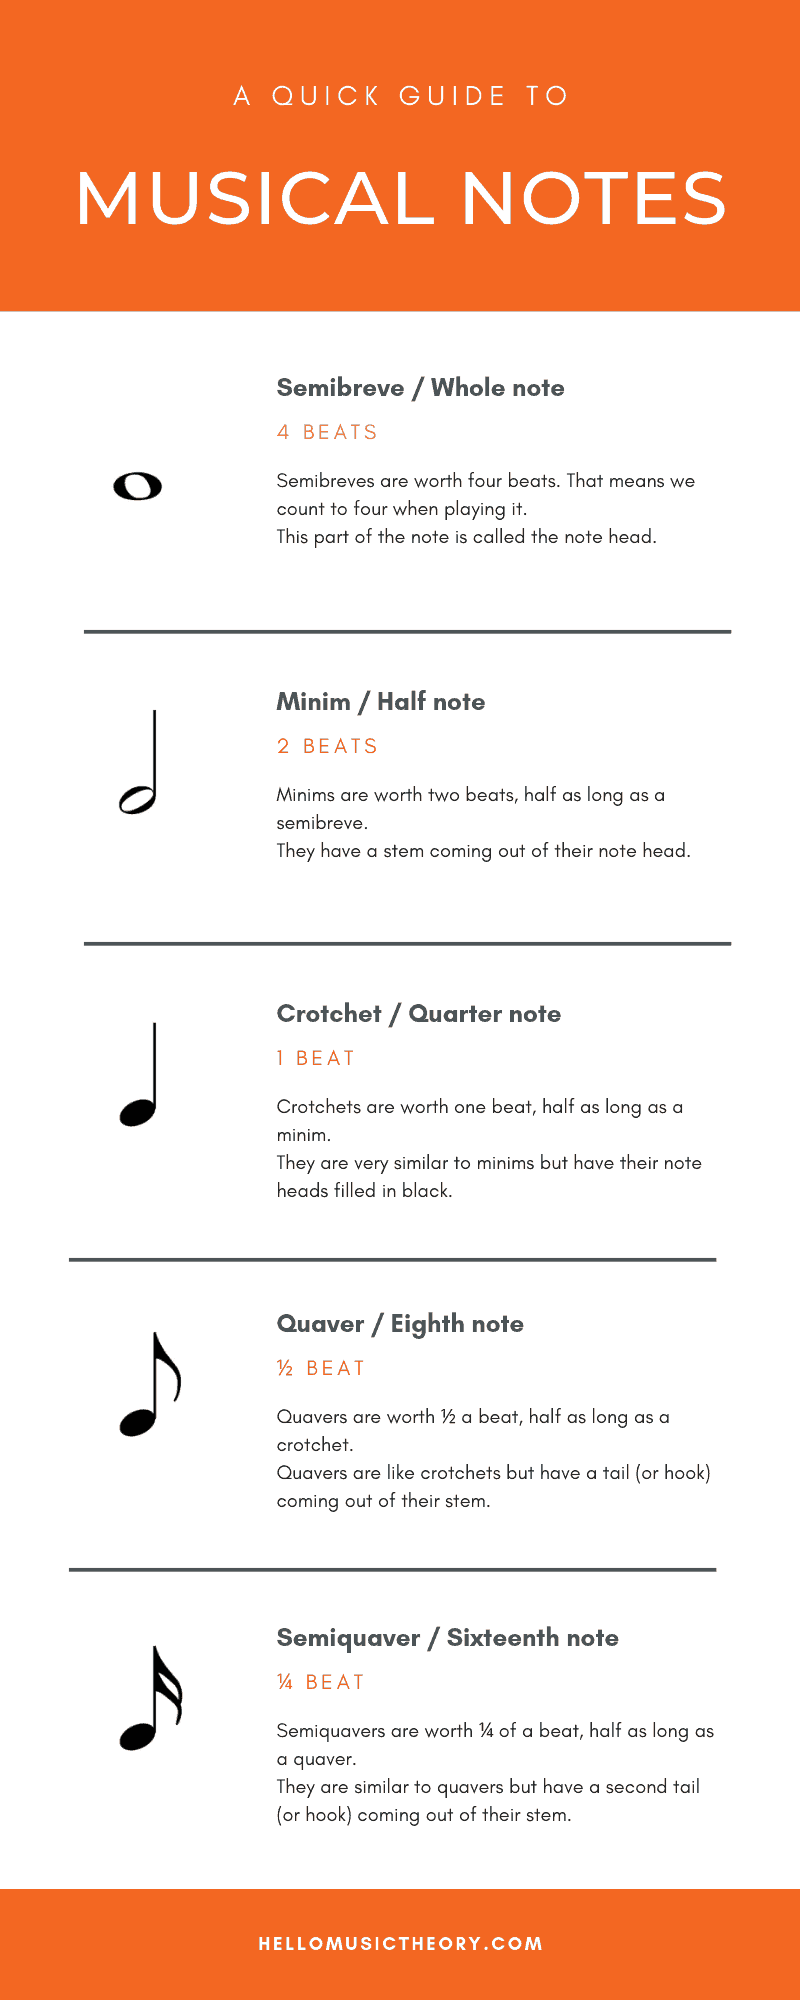 A QUICK GUIDE TO
MUSICAL NOTES
Semibreve / Whole note
4 BEATS
Semibreves are worth four beats. That means we
count to four when playing it.
This part of the note is called the note head.
Minim / Half note
2 BEATS
Minims are worth two beats, half as long as a
semibreve.
They have a stem coming out of their note head.
Crotchet / Quarter note
1 BEAT
Crotchets are worth one beat, half as long as a
minim.
They are very similar to minims but have their note
heads filled in black.
Quaver / Eighth note
½ BEAT
Quavers are worth ½ a beat, half as long as a
crotchet.
Quavers are like crotchets but have a tail (or hook)
coming out of their stem.
Semiquaver / Sixteenth note
¼ BEAT
Semiquavers are worth ¼ of a beat, half as long as
a quaver.
They are similar to quavers but have a second tail
(or hook) coming out of their stem.
HELLOMUSICTHEORY.COM